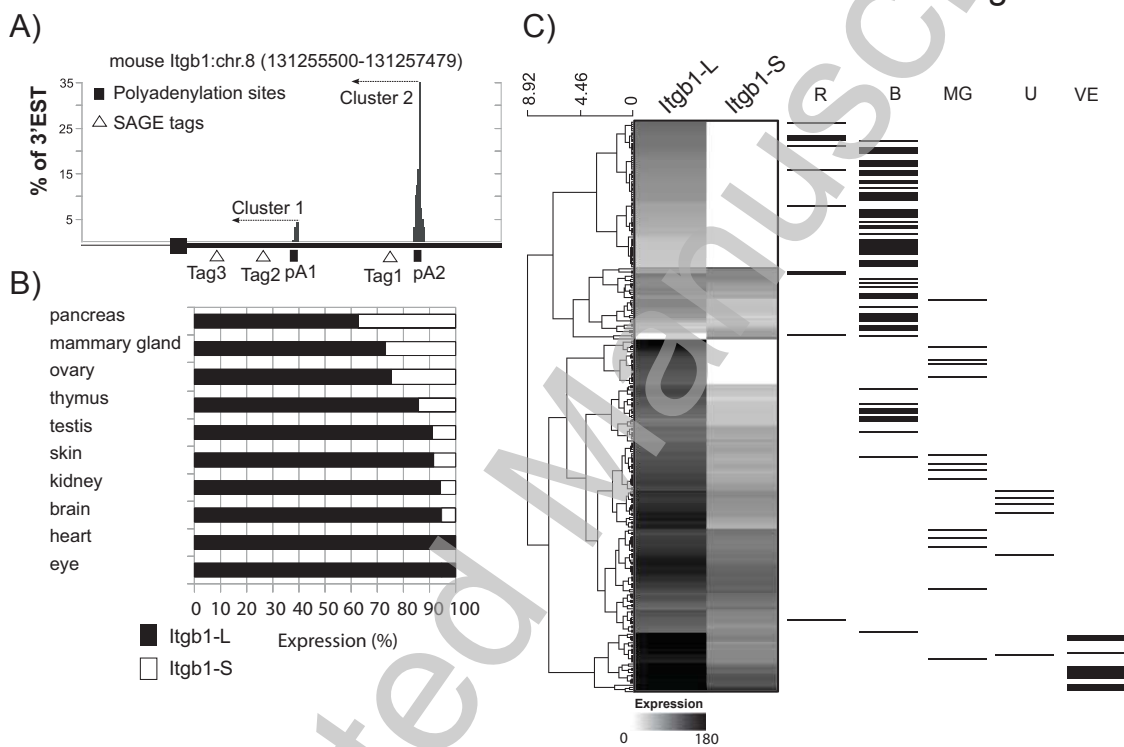 A)
mouse Itgb1:chr.8 (131255500-131257479)
% of 3'EST
35
25
15
5
Polyadenylation sites
SAGE tags
Cluster 2
Cluster 1
Tag3
Tag2
pA1
Tag1
pA2
B)
pancreas
mammary gland
ovary
thymus
testis
skin
kidney
brain
heart
eye
0 10 20 30 40 50 60 70 80 90 100
Expression (%)
Itgb1-L
Itgb1-S
C)
8.92
4.46
0
Itgb1-L
Itgb1-S
R B MG U VE
Expression
0 180